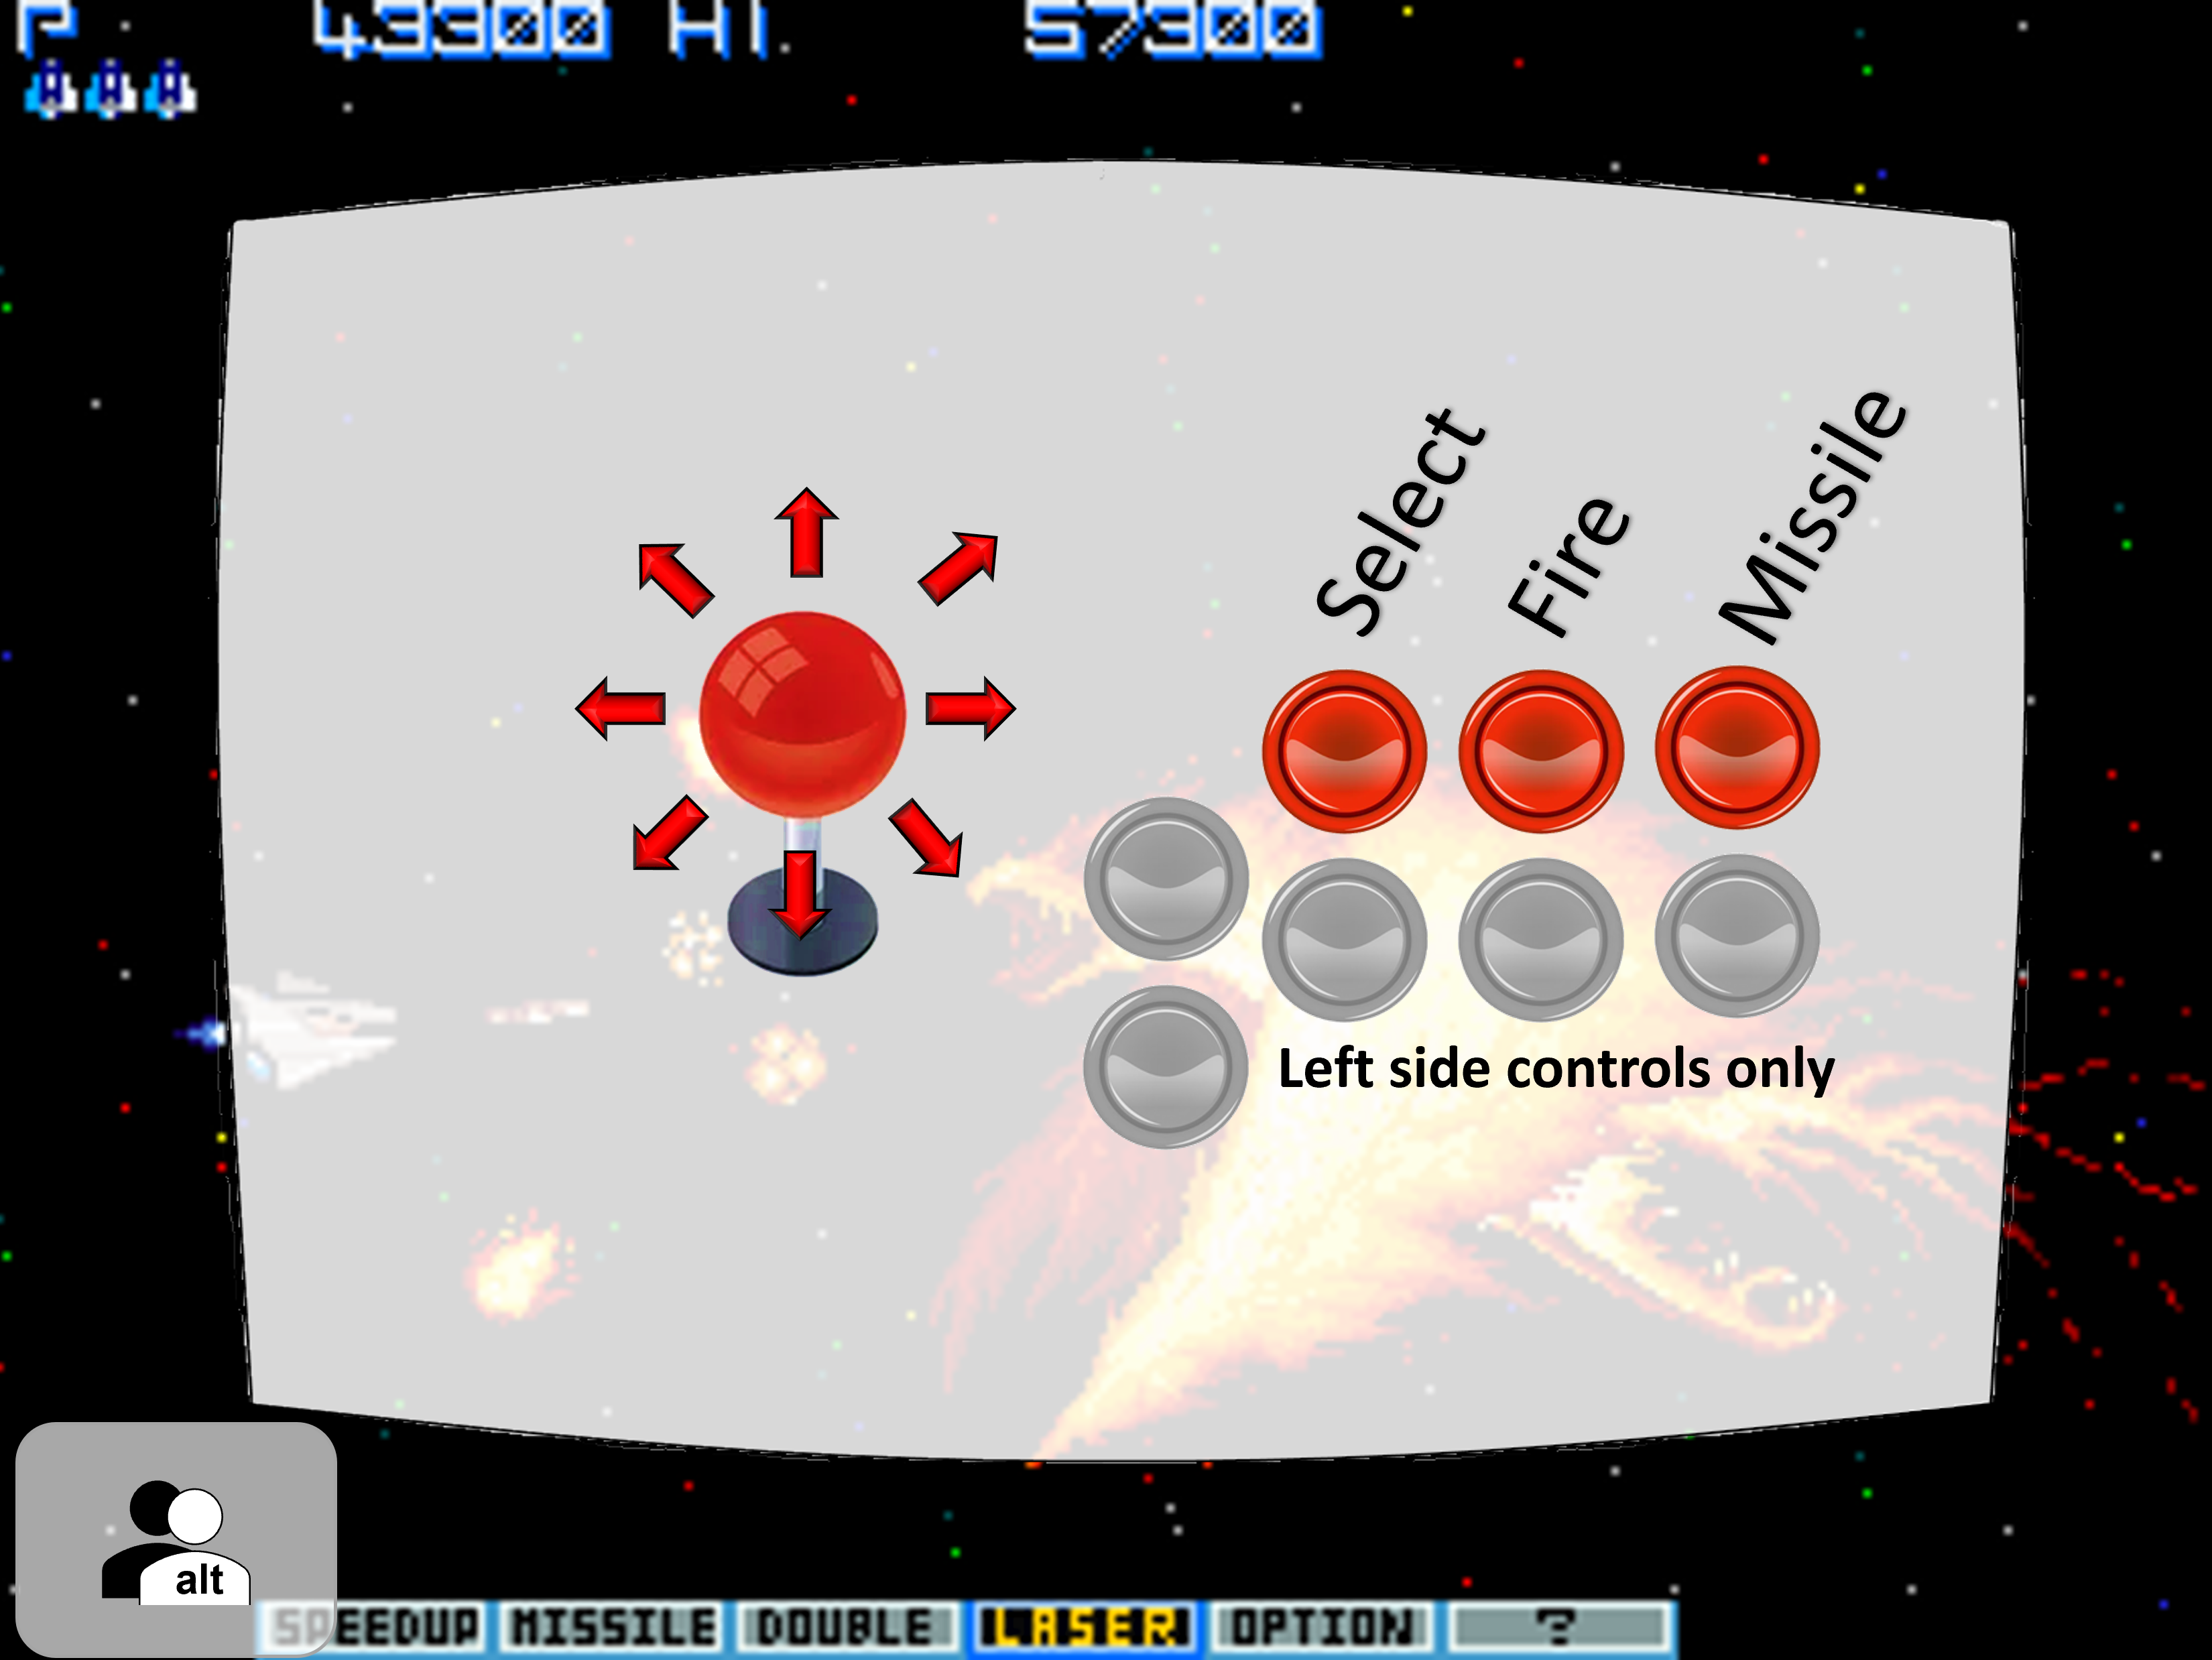 P 43300 HI. 57300
Select
Fire
Missile
Left side controls only
alt
SPEEDUP MISSILE DOUBLE LASER OPTION ?